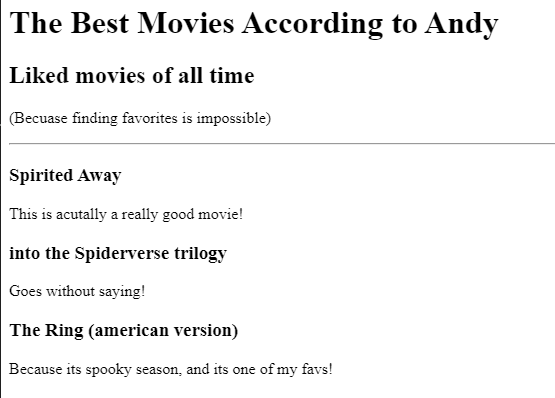 The Best Movies According to Andy
Liked movies of all time
(Becuase finding favorites is impossible)
Spirited Away
This is acutally a really good movie!
into the Spiderverse trilogy
Goes without saying!
The Ring (american version)
Because its spooky season, and its one of my favs!